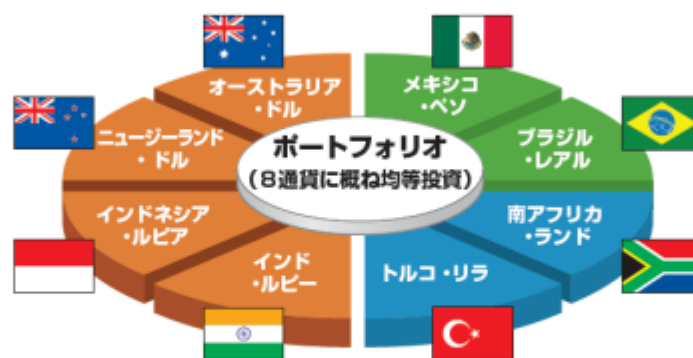 オーストラリア
・ドル
メキシコ
・ペソ
ニュージーランド
・ドル
ブラジル
・レアル
ポートフォリオ
(8通貨に概ね均等投資)
インドネシア
・ルピア
南アフリカ
・ランド
インド
・ルピー
トルコ・リラ